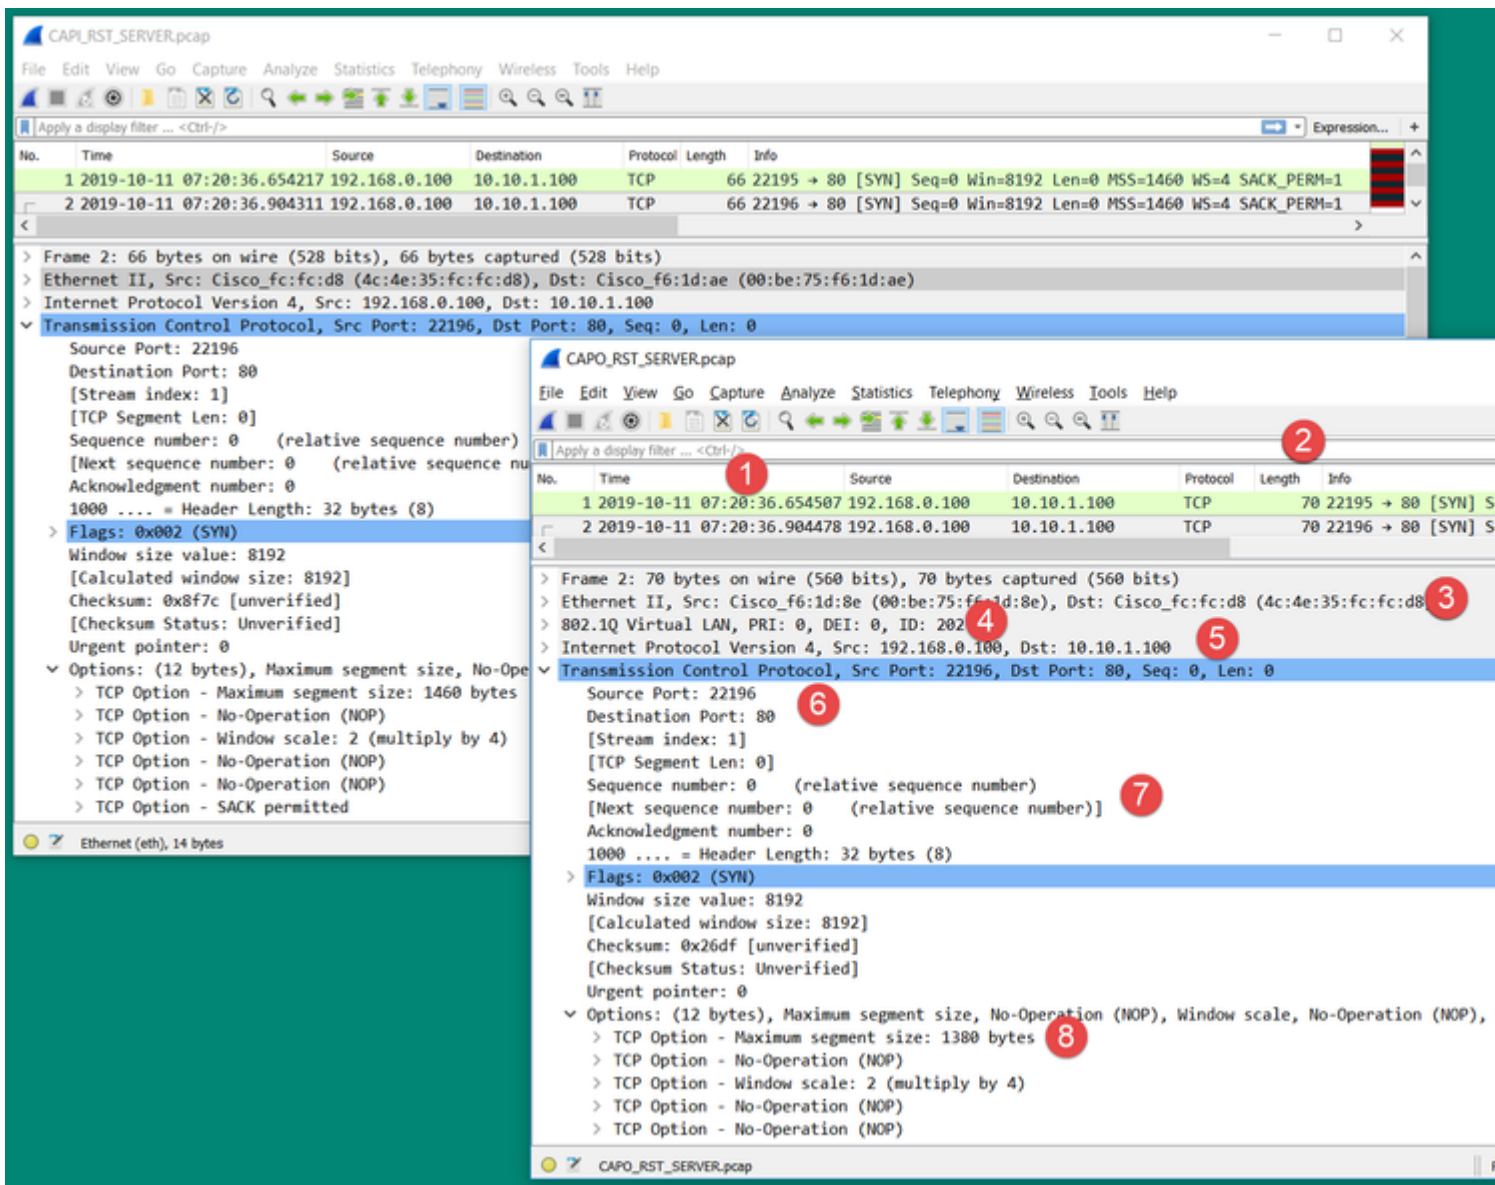 CAPI_RST_SERVER.pcap
File Edit View Go Capture Analyze Statistics Telephony Wireless Tools Help
Apply a display filter ... <Ctrl-/>
Expression... +
No. Time Source Destination Protocol Length Info
1 2019-10-11 07:20:36.654217 192.168.0.100 10.10.1.100 TCP 66 22195 → 80 [SYN] Seq=0 Win=8192 Len=0 MSS=1460 WS=4 SACK_PERM=1
2 2019-10-11 07:20:36.904311 192.168.0.100 10.10.1.100 TCP 66 22196 → 80 [SYN] Seq=0 Win=8192 Len=0 MSS=1460 WS=4 SACK_PERM=1
Frame 2: 66 bytes on wire (528 bits), 66 bytes captured (528 bits)
Ethernet II, Src: Cisco_fc:fc:d8 (4c:4e:35:fc:fc:d8), Dst: Cisco_f6:1d:ae (00:be:75:f6:1d:ae)
Internet Protocol Version 4, Src: 192.168.0.100, Dst: 10.10.1.100
Transmission Control Protocol, Src Port: 22196, Dst Port: 80, Seq: 0, Len: 0
Source Port: 22196
Destination Port: 80
[Stream index: 1]
[TCP Segment Len: 0]
Sequence number: 0 (relative sequence number)
[Next sequence number: 0 (relative sequence nu
Acknowledgment number: 0
1000 .... = Header Length: 32 bytes (8)
Flags: 0x002 (SYN)
Window size value: 8192
[Calculated window size: 8192]
Checksum: 0x8f7c [unverified]
[Checksum Status: Unverified]
Urgent pointer: 0
Options: (12 bytes), Maximum segment size, No-Ope
TCP Option - Maximum segment size: 1460 bytes
TCP Option - No-Operation (NOP)
TCP Option - Window scale: 2 (multiply by 4)
TCP Option - No-Operation (NOP)
TCP Option - No-Operation (NOP)
TCP Option - SACK permitted
Ethernet (eth), 14 bytes
CAPO_RST_SERVER.pcap
File Edit View Go Capture Analyze Statistics Telephony Wireless Tools Help
Apply a display filter ... <Ctrl-/>
2
1
No. Time Source Destination Protocol Length Info
1 2019-10-11 07:20:36.654507 192.168.0.100 10.10.1.100 TCP 70 22195 → 80 [SYN] S
2 2019-10-11 07:20:36.904478 192.168.0.100 10.10.1.100 TCP 70 22196 → 80 [SYN] S
Frame 2: 70 bytes on wire (560 bits), 70 bytes captured (560 bits)
Ethernet II, Src: Cisco_f6:1d:8e (00:be:75:f6:1d:8e), Dst: Cisco_fc:fc:d8 (4c:4e:35:fc:fc:d8 3
802.1Q Virtual LAN, PRI: 0, DEI: 0, ID: 202 4
Internet Protocol Version 4, Src: 192.168.0.100, Dst: 10.10.1.100 5
Transmission Control Protocol, Src Port: 22196, Dst Port: 80, Seq: 0, Len: 0
Source Port: 22196
6
Destination Port: 80
[Stream index: 1]
[TCP Segment Len: 0]
Sequence number: 0 (relative sequence number)
7
[Next sequence number: 0 (relative sequence number)]
Acknowledgment number: 0
1000 .... = Header Length: 32 bytes (8)
Flags: 0x002 (SYN)
Window size value: 8192
[Calculated window size: 8192]
Checksum: 0x26df [unverified]
[Checksum Status: Unverified]
Urgent pointer: 0
Options: (12 bytes), Maximum segment size, No-Operation (NOP), Window scale, No-Operation (NOP),
TCP Option - Maximum segment size: 1380 bytes 8
TCP Option - No-Operation (NOP)
TCP Option - Window scale: 2 (multiply by 4)
TCP Option - No-Operation (NOP)
TCP Option - No-Operation (NOP)
CAPO_RST_SERVER.pcap